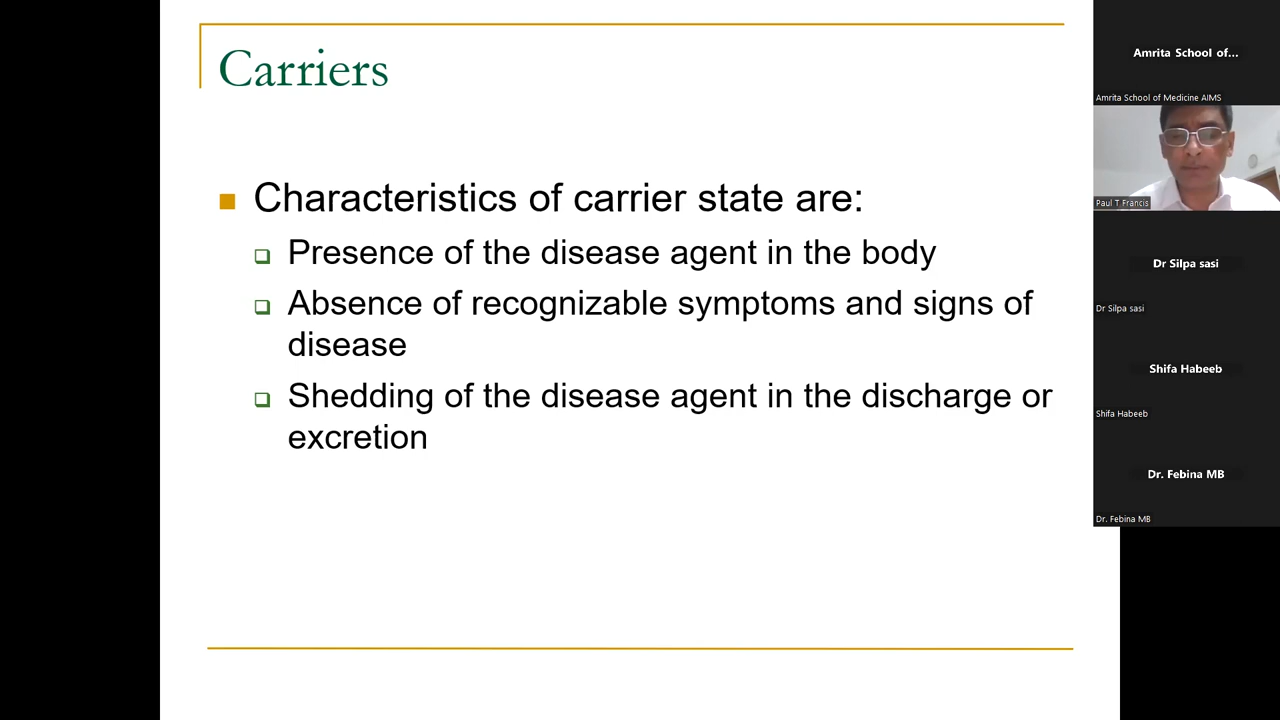 Carriers
Characteristics of carrier state are:
Presence of the disease agent in the body
Absence of recognizable symptoms and signs of
disease
Shedding of the disease agent in the discharge or
excretion
Amrita School of...
Amrita School of Medicine AIMS
Paul T Francis
Dr Silpa sasi
Dr Silpa sasi
Shifa Habeeb
Shifa Habeeb
Dr. Febina MB
Dr. Febina MB